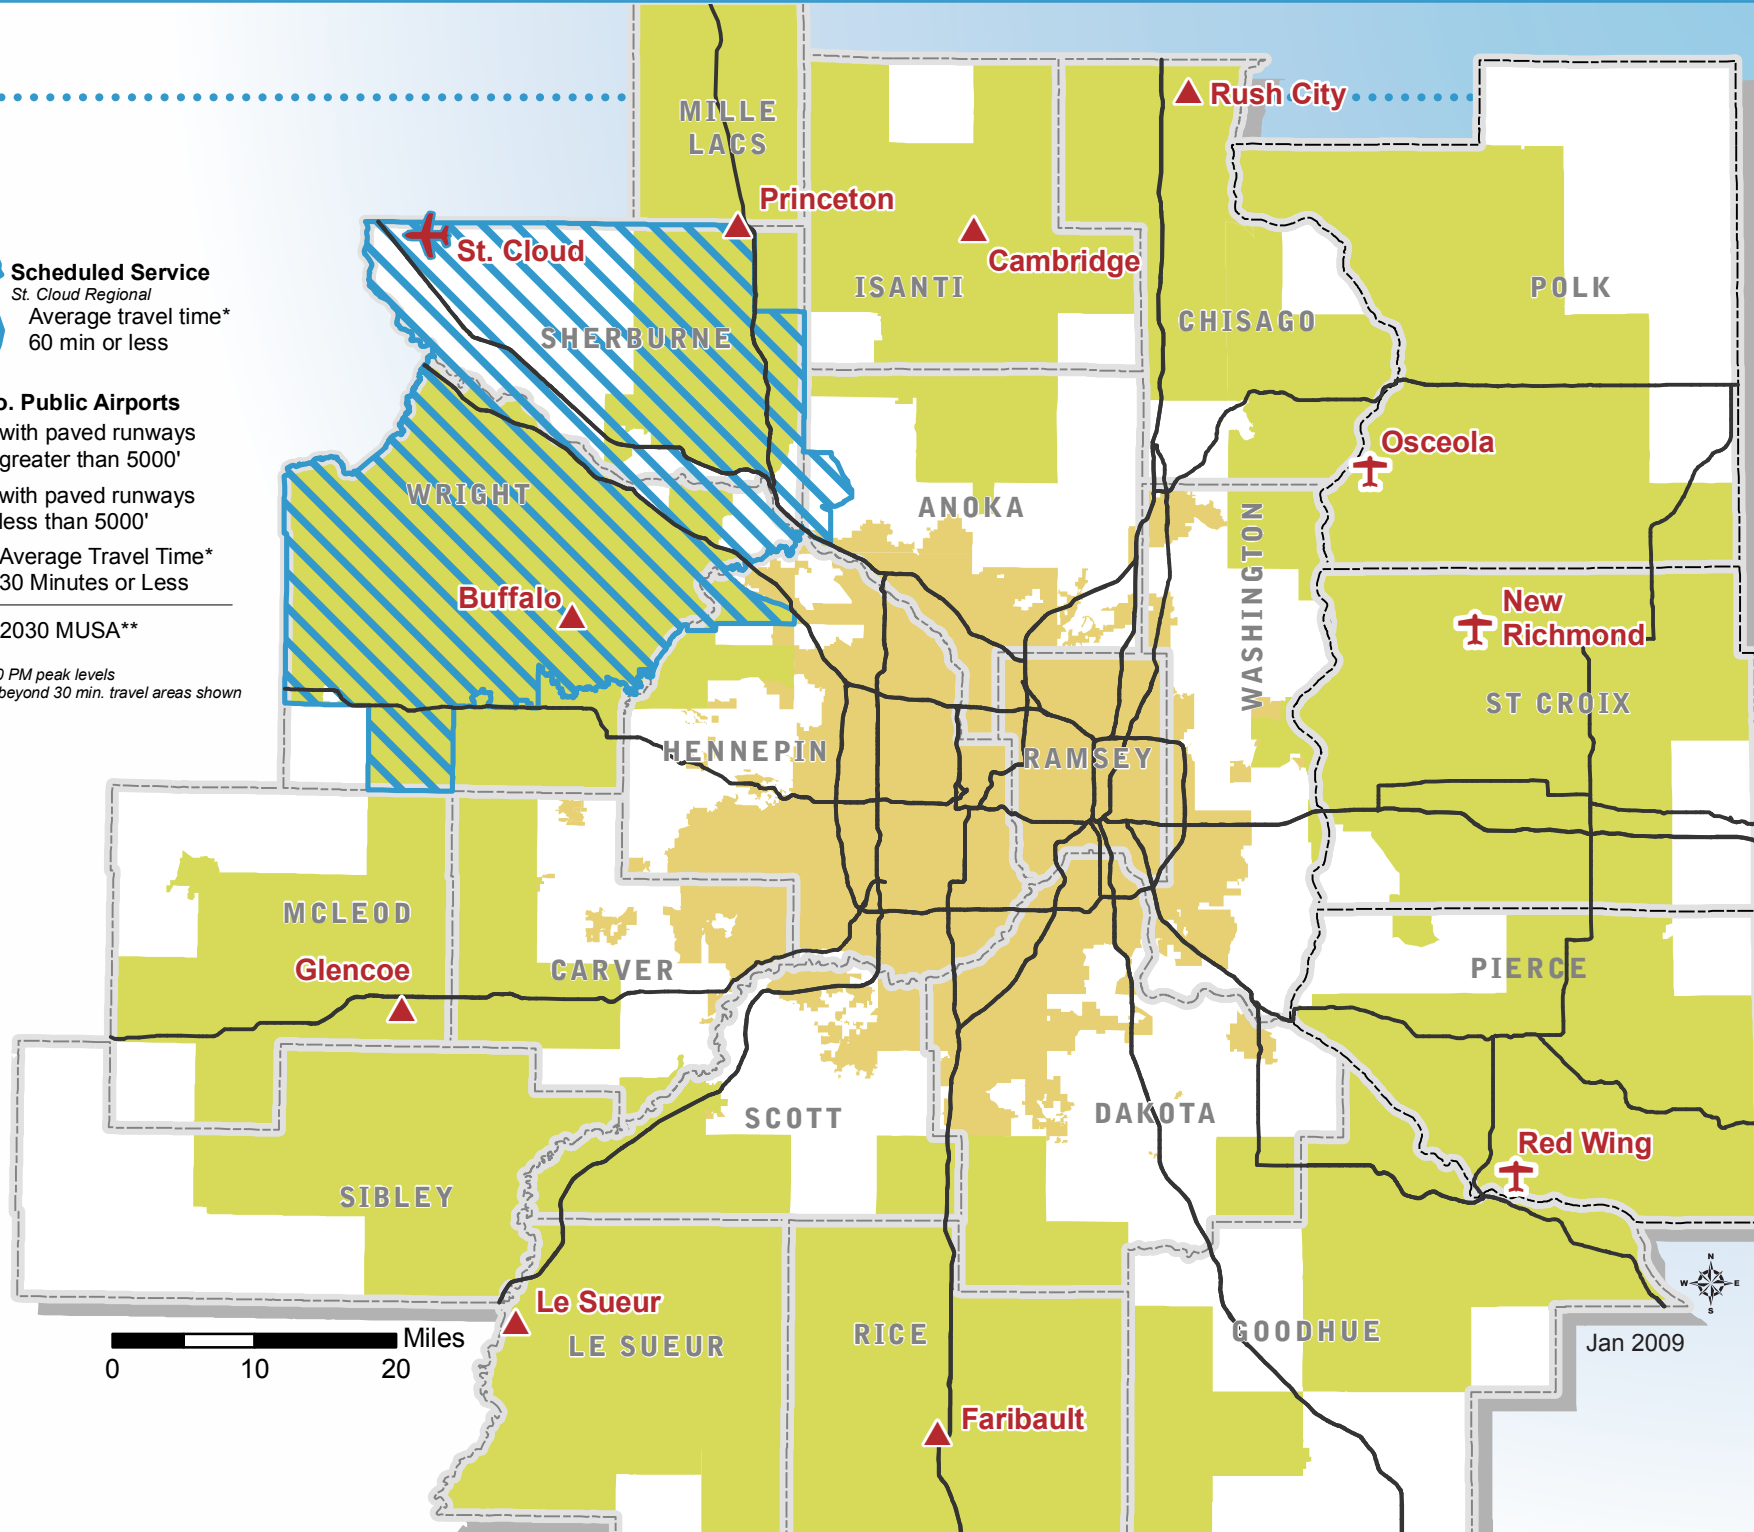 MILLE
LACS
Rush City
Princeton
St. Cloud
Cambridge
Scheduled Service
St. Cloud Regional
Average travel time*
60 min or less
ISANTI
POLK
CHISAGO
SHERBURNE
Public Airports
with paved runways
greater than 5000'
with paved runways
less than 5000'
Average Travel Time*
30 Minutes or Less
2030 MUSA**
PM peak levels
beyond 30 min. travel areas shown
Osceola
WRIGHT
ANOKA
WASHINGTON
Buffalo
New
Richmond
ST CROIX
HENNEPIN
RAMSEY
MCLEOD
Glencoe
CARVER
PIERCE
SCOTT
DAKOTA
Red Wing
SIBLEY
N
W
E
S
Le Sueur
LE SUEUR
RICE
GOODHUE
Jan 2009
Miles
0 10 20
Faribault